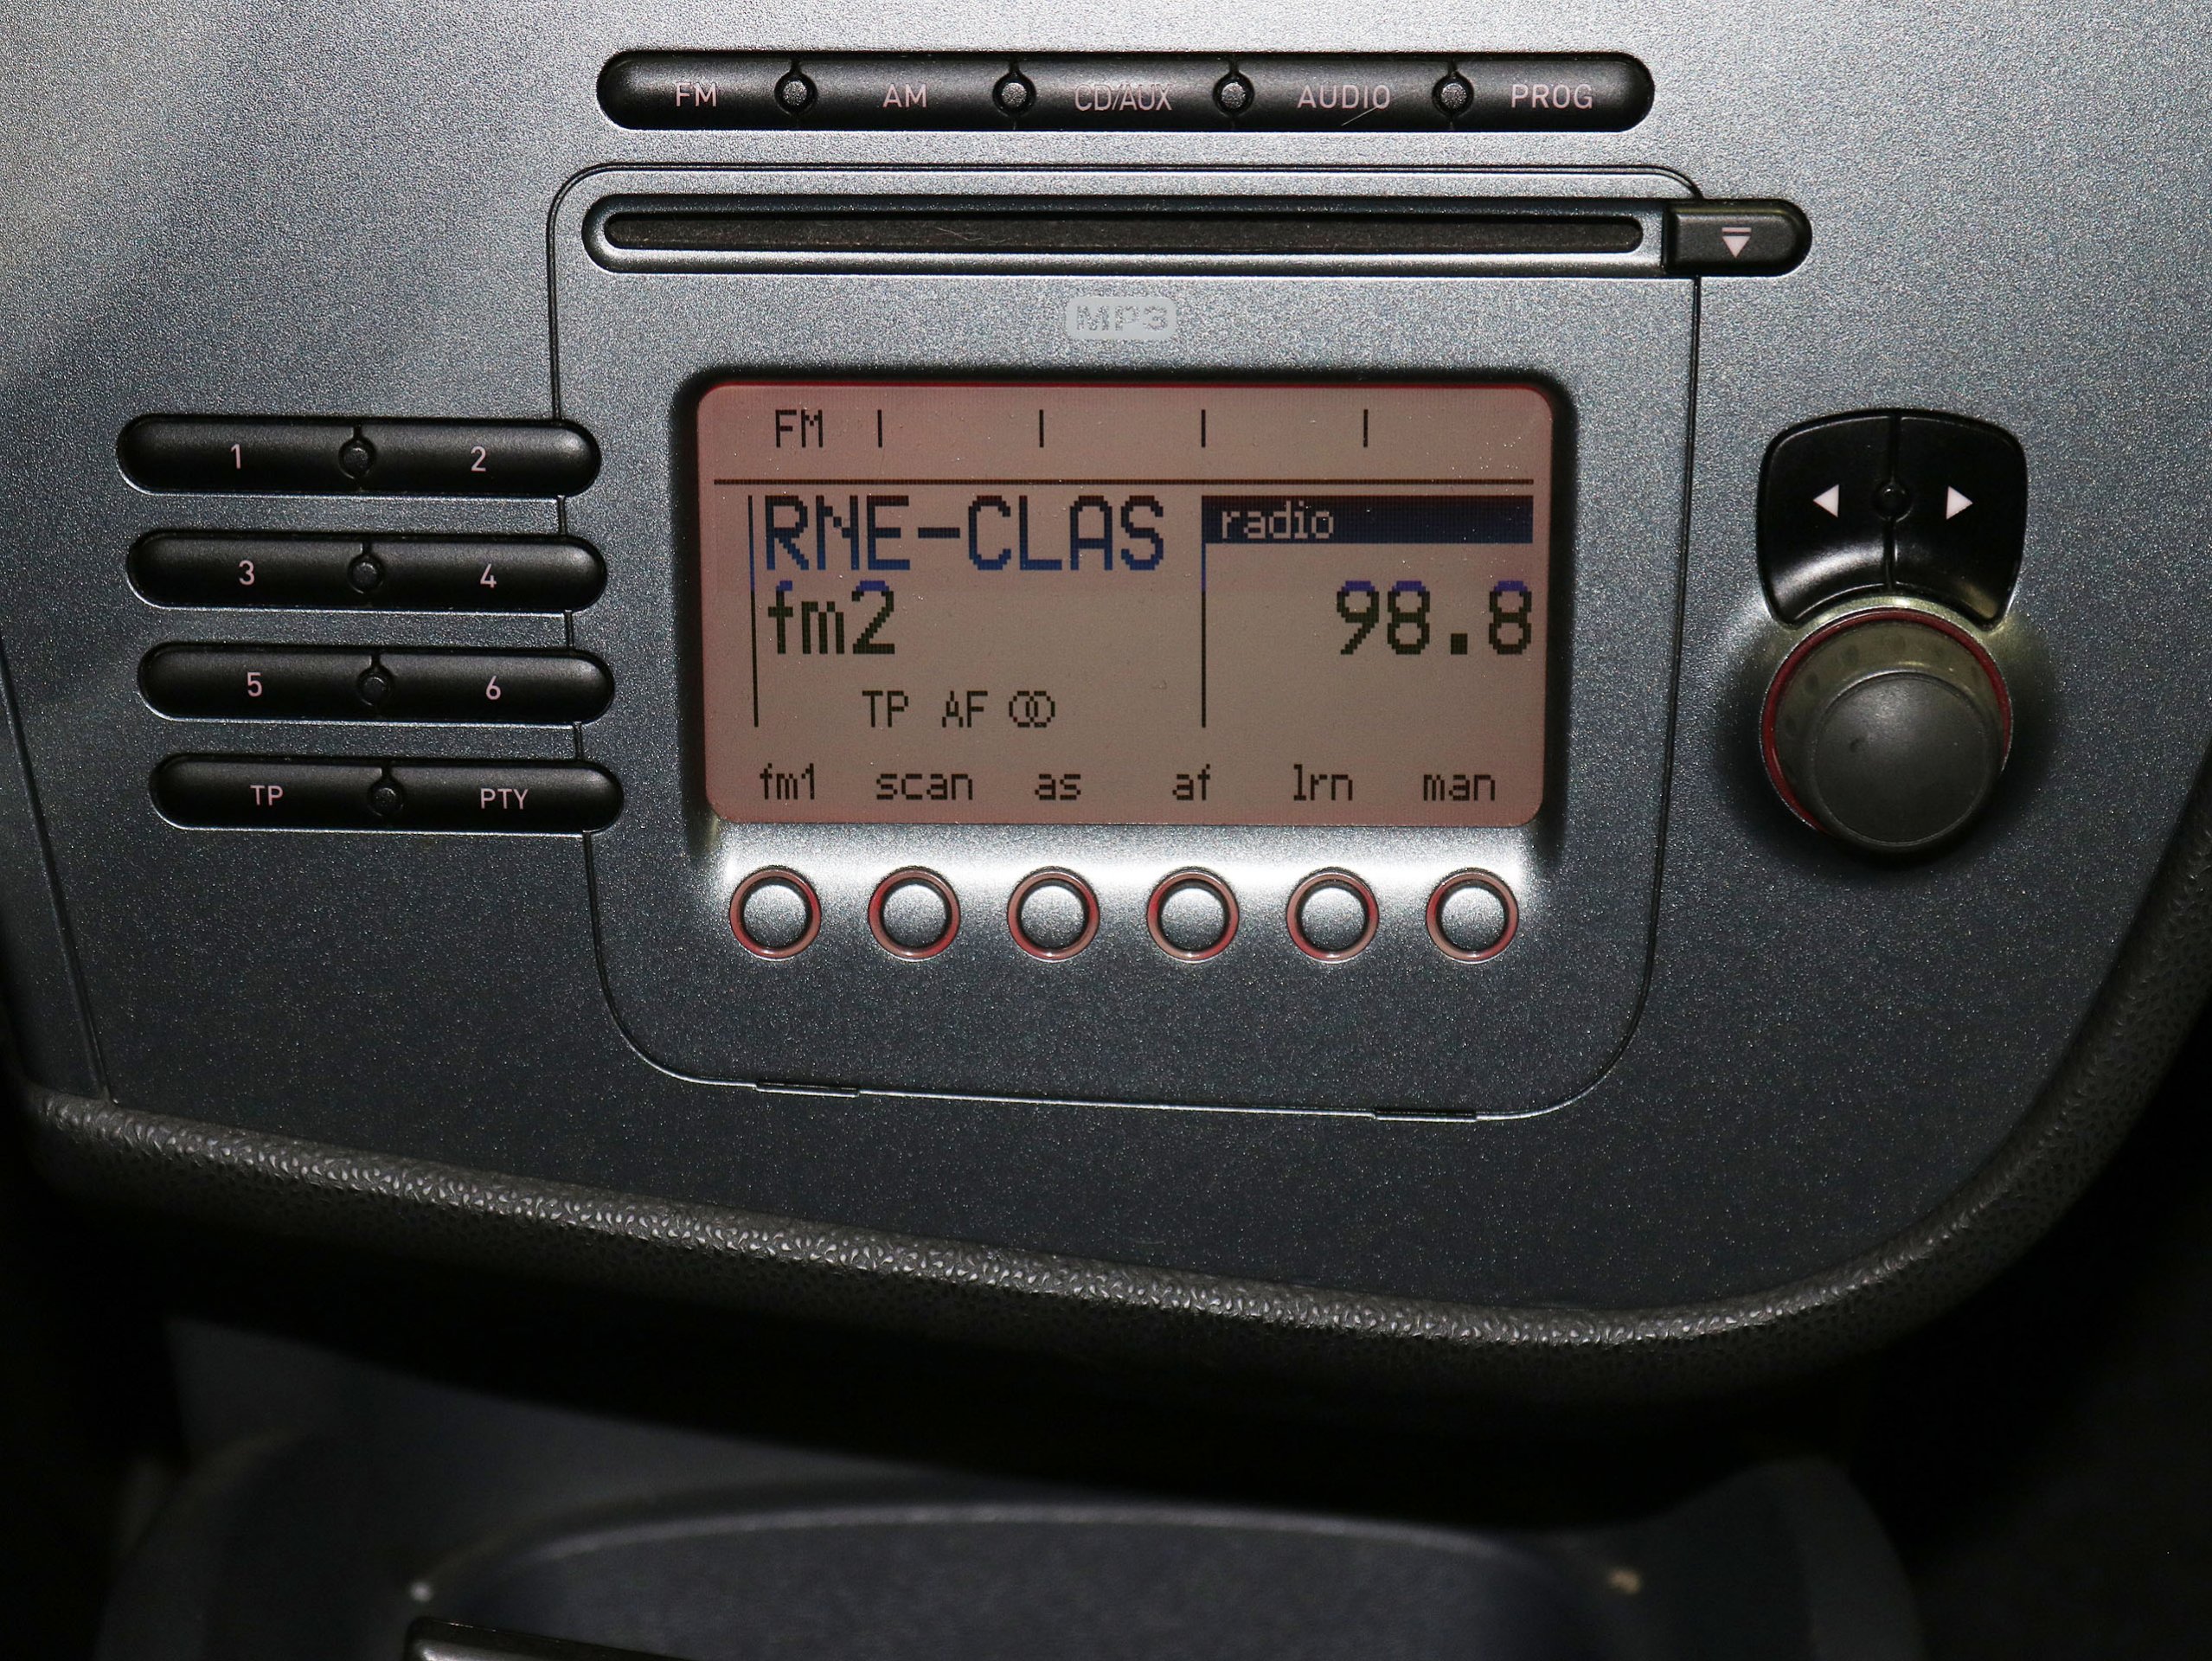 FM AM CD/AUX AUDIO PROG
MP3
1 2
3 4
5 6
TP PTY
FM
RNE-CLAS radio
fm2 98.8
TP AF
fm1 scan as af lrn man